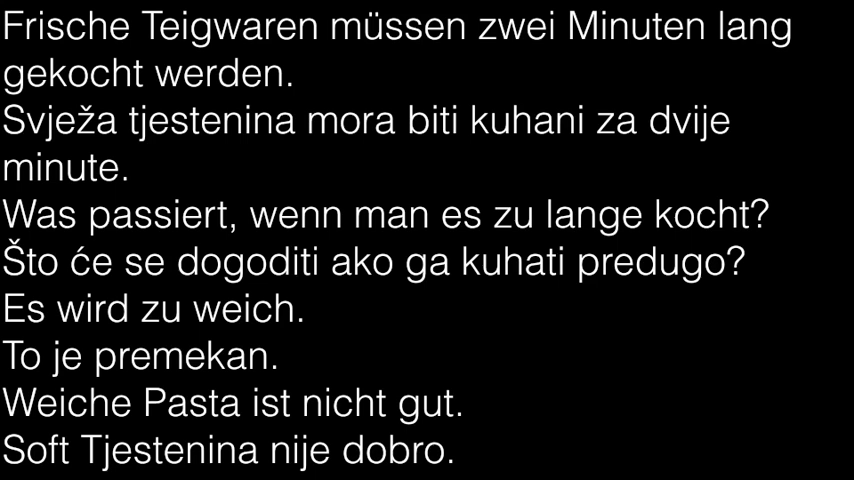 Frische Teigwaren müssen zwei Minuten lang
gekocht werden.
Svježa tjestenina mora biti kuhani za dvije
minute.
Was passiert, wenn man es zu lange kocht?
Što će se dogoditi ako ga kuhati predugo?
Es wird zu weich.
To je premekan.
Weiche Pasta ist nicht gut.
Soft Tjestenina nije dobro.